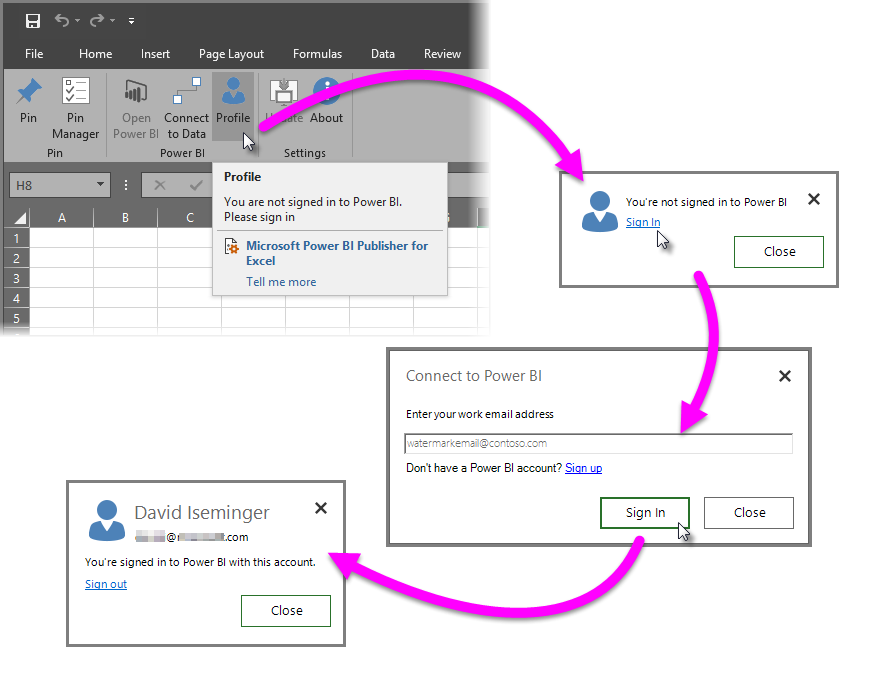 File Home Insert Page Layout Formulas Data Review
Pin Pin Manager Open Power BI Connect to Data Profile About
Pin Power BI Settings
H8
A B C
1
2
3
4
5
Profile
You are not signed in to Power BI.
Please sign in
Microsoft Power BI Publisher for
Excel
Tell me more
You're not signed in to Power BI
Sign In
Close
Connect to Power BI
Enter your work email address
watermarkemail@contoso.com
Don't have a Power BI account? Sign up
Sign In Close
David Iseminger
You're signed in to Power BI with this account.
Sign out
Close